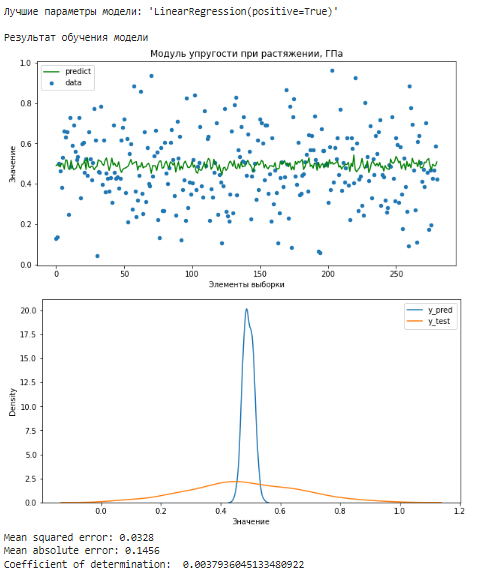 Лучшие параметры модели: 'LinearRegression(positive=True)'
Результат обучения модели
Модуль упругости при растяжении, ГПа
predict
data
1.0
0.8
0.6
0.4
0.2
0.0
Значение
0 50 100 150 200 250
Элементы выборки
y_pred
y_test
20.0
17.5
15.0
12.5
10.0
7.5
5.0
2.5
0.0
Density
0.0 0.2 0.4 0.6 0.8 1.0 1.2
Значение
Mean squared error: 0.0328
Mean absolute error: 0.1456
Coefficient of determination: 0.0037936045133480922